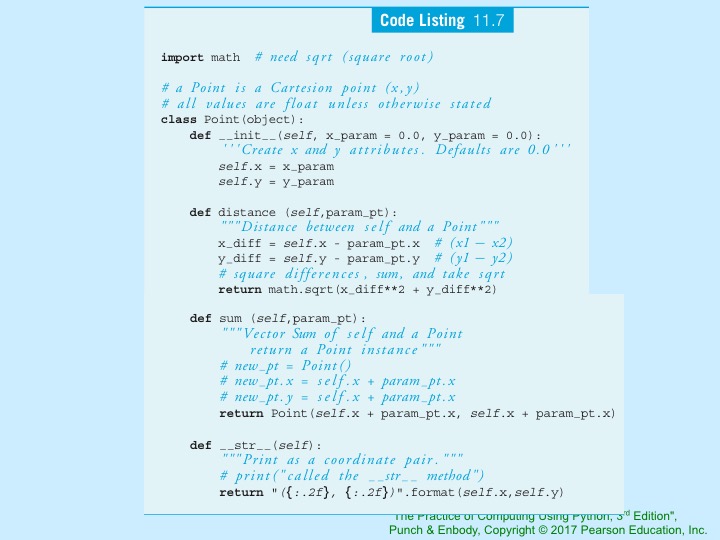 Code Listing 11.7
import math # need sqrt (square root)
# a Point is a Cartesion point (x,y)
# all values are float unless otherwise stated
class Point(object):
    def __init__(self, x_param = 0.0, y_param = 0.0):
        '''Create x and y attributes. Defaults are 0.0'''
        self.x = x_param
        self.y = y_param
    def distance (self,param_pt):
        """Distance between self and a Point"""
        x_diff = self.x - param_pt.x # (x1 − x2)
        y_diff = self.y - param_pt.y # (y1 − y2)
        # square differences, sum, and take sqrt
        return math.sqrt(x_diff**2 + y_diff**2)
    def sum (self,param_pt):
        """Vector Sum of self and a Point
            return a Point instance"""
        # new_pt = Point()
        # new_pt.x = self.x + param_pt.x
        # new_pt.y = self.x + param_pt.x
        return Point(self.x + param_pt.x, self.x + param_pt.x)
    def __str__(self):
        """Print as a coordinate pair."""
        # print("called the __str__ method")
        return "({:.2f}, {:.2f})".format(self.x,self.y)
"The Practice of Computing Using Python, 3rd Edition",
Punch & Enbody, Copyright © 2017 Pearson Education, Inc.